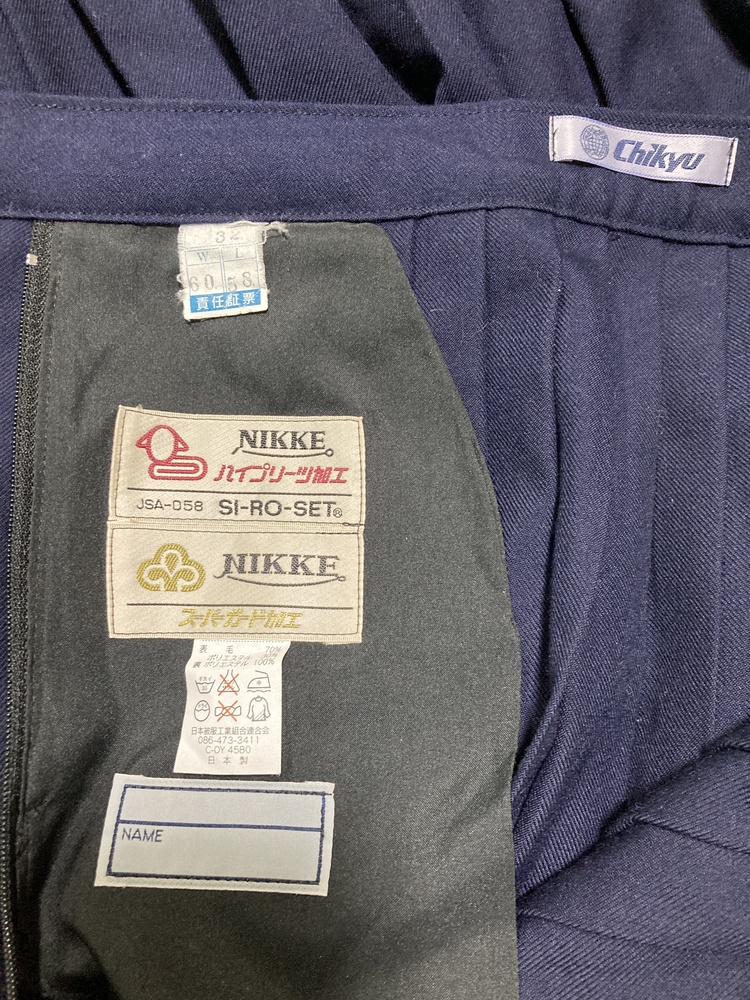 Chikyu
32
W L
60 58
責任証票
NIKKE
ハイプリーツ加工
JSA-058 SI-RO-SET®
NIKKE
スーパーガード加工
表 毛 70%
ポリエステル 30%
裏 ポリエステル 100%
日本被服工業組合連合会
086-473-3411
C-OY 4580
日本製
NAME